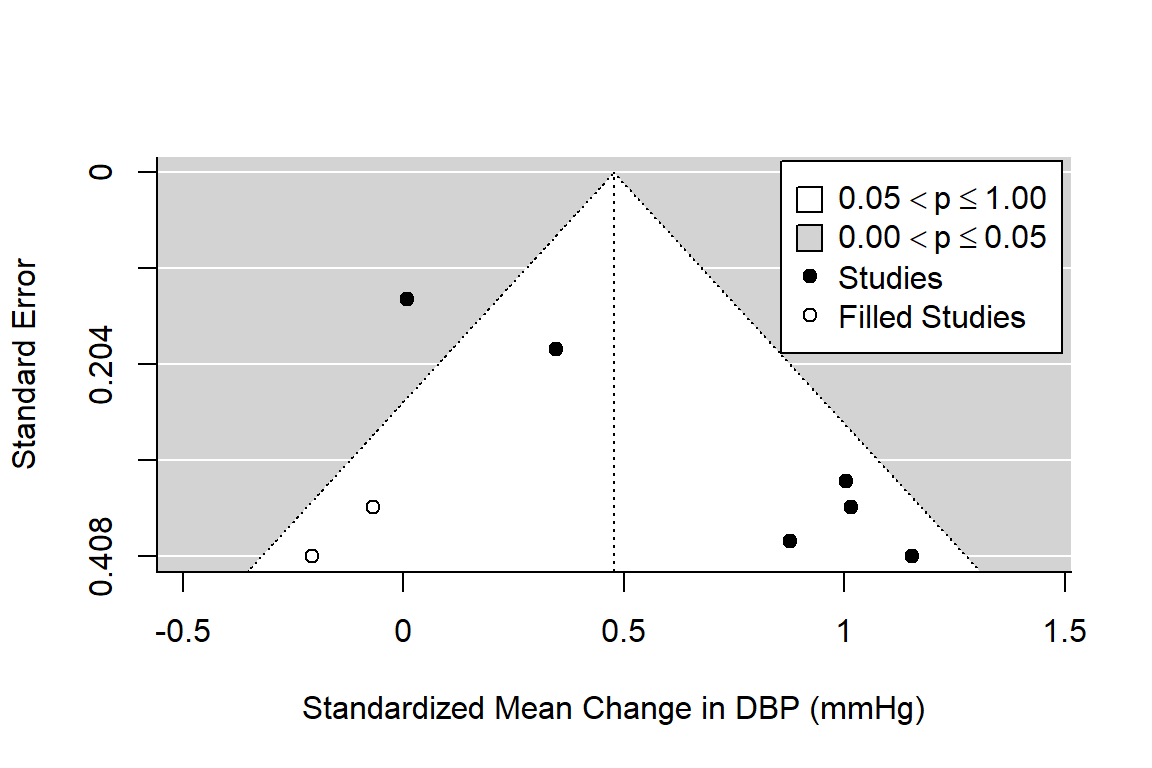 0.05 < p ≤ 1.00
0.00 < p ≤ 0.05
Studies
Filled Studies
Standard Error
0
0.204
0.408
-0.5 0 0.5 1 1.5
Standardized Mean Change in DBP (mmHg)